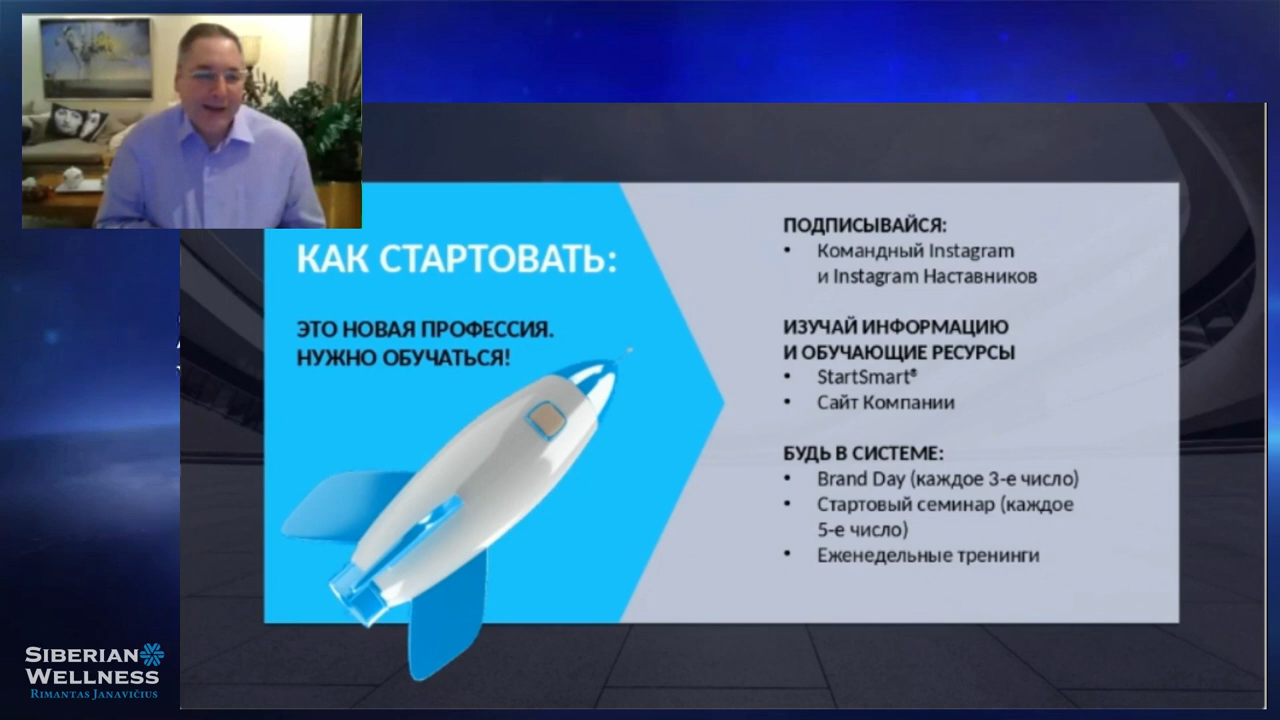 КАК СТАРТОВАТЬ:
ЭТО НОВАЯ ПРОФЕССИЯ.
НУЖНО ОБУЧАТЬСЯ!
ПОДПИСЫВАЙСЯ:
• Командный Instagram
и Instagram Наставников
ИЗУЧАЙ ИНФОРМАЦИЮ
И ОБУЧАЮЩИЕ РЕСУРСЫ
• StartSmart®
• Сайт Компании
БУДЬ В СИСТЕМЕ:
• Brand Day (каждое 3-е число)
• Стартовый семинар (каждое
5-е число)
• Еженедельные тренинги
SIBERIAN
WELLNESS
RIMANTAS JANAVIČIUS